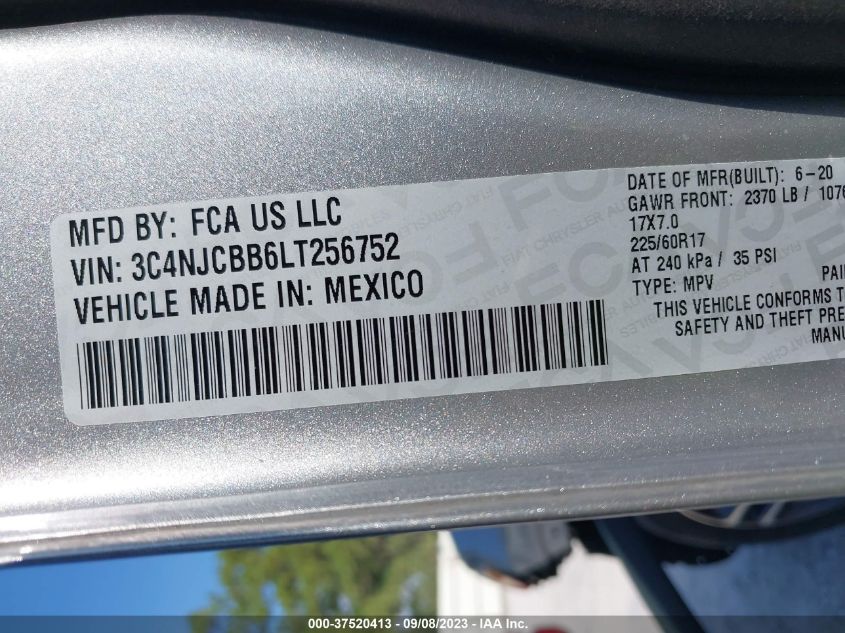 MFD BY: FCA US LLC
VIN: 3C4NJCBB6LT256752
VEHICLE MADE IN: MEXICO
DATE OF MFR(BUILT): 6-20
GAWR FRONT: 2370 LB / 1076
17X7.0
225/60R17
AT 240 kPa / 35 PSI
TYPE: MPV
THIS VEHICLE CONFORMS
SAFETY AND THEFT
000-37520413 - 09/08/2023 - IAA Inc.